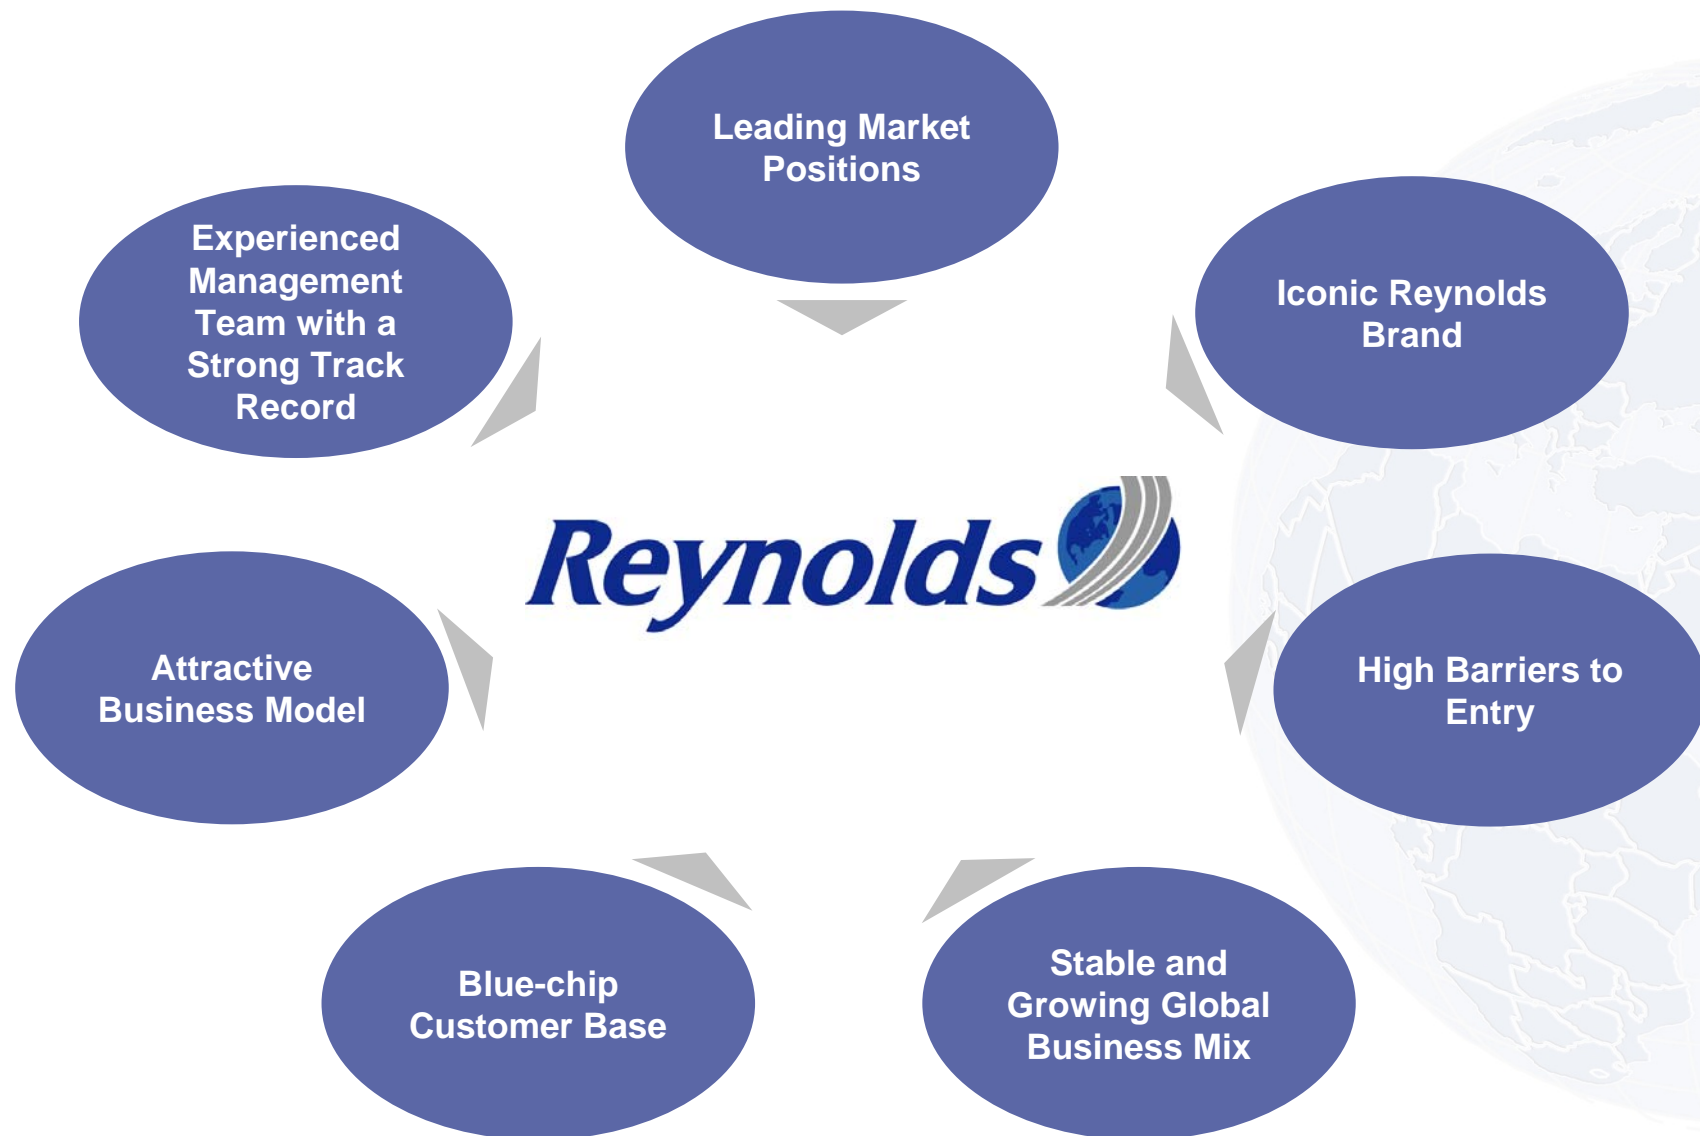 Leading Market
Positions
Iconic Reynolds
Brand
High Barriers to
Entry
Stable and
Growing Global
Business Mix
Blue-chip
Customer Base
Attractive
Business Model
Experienced
Management
Team with a
Strong Track
Record
Reynolds